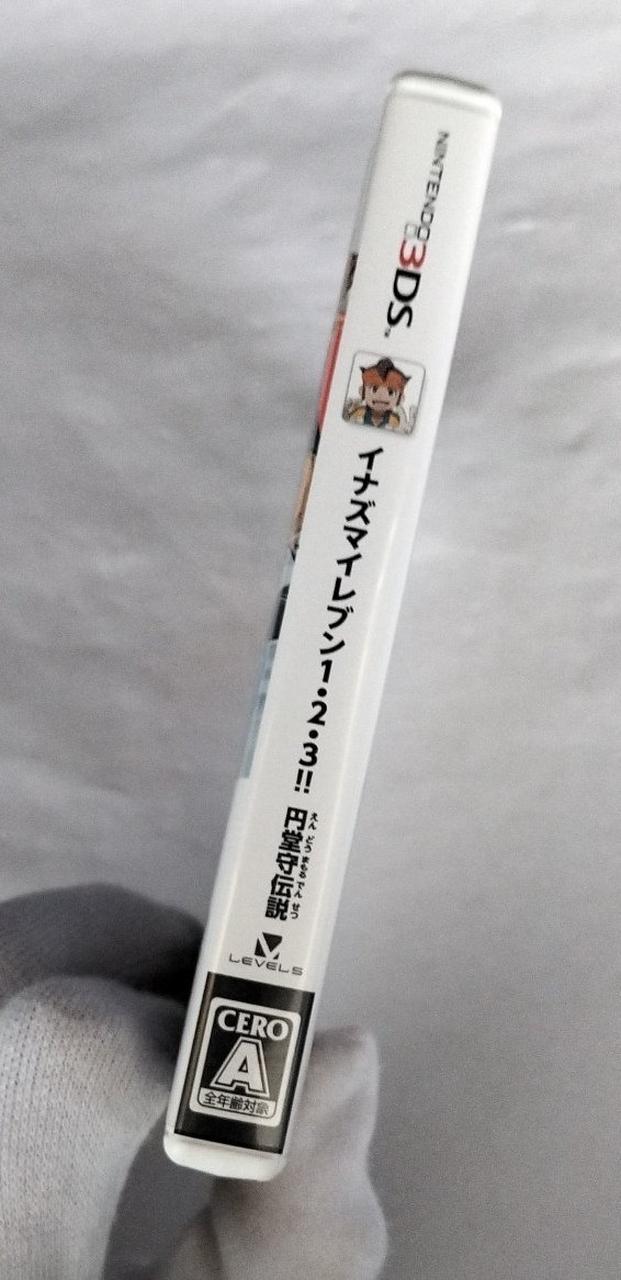 NINTENDO
3DS™
イナズマイレブン1・2・3!!
えんどうまもるでんせつ
円堂守伝説
LEVEL5
CERO
A
全年齢対象